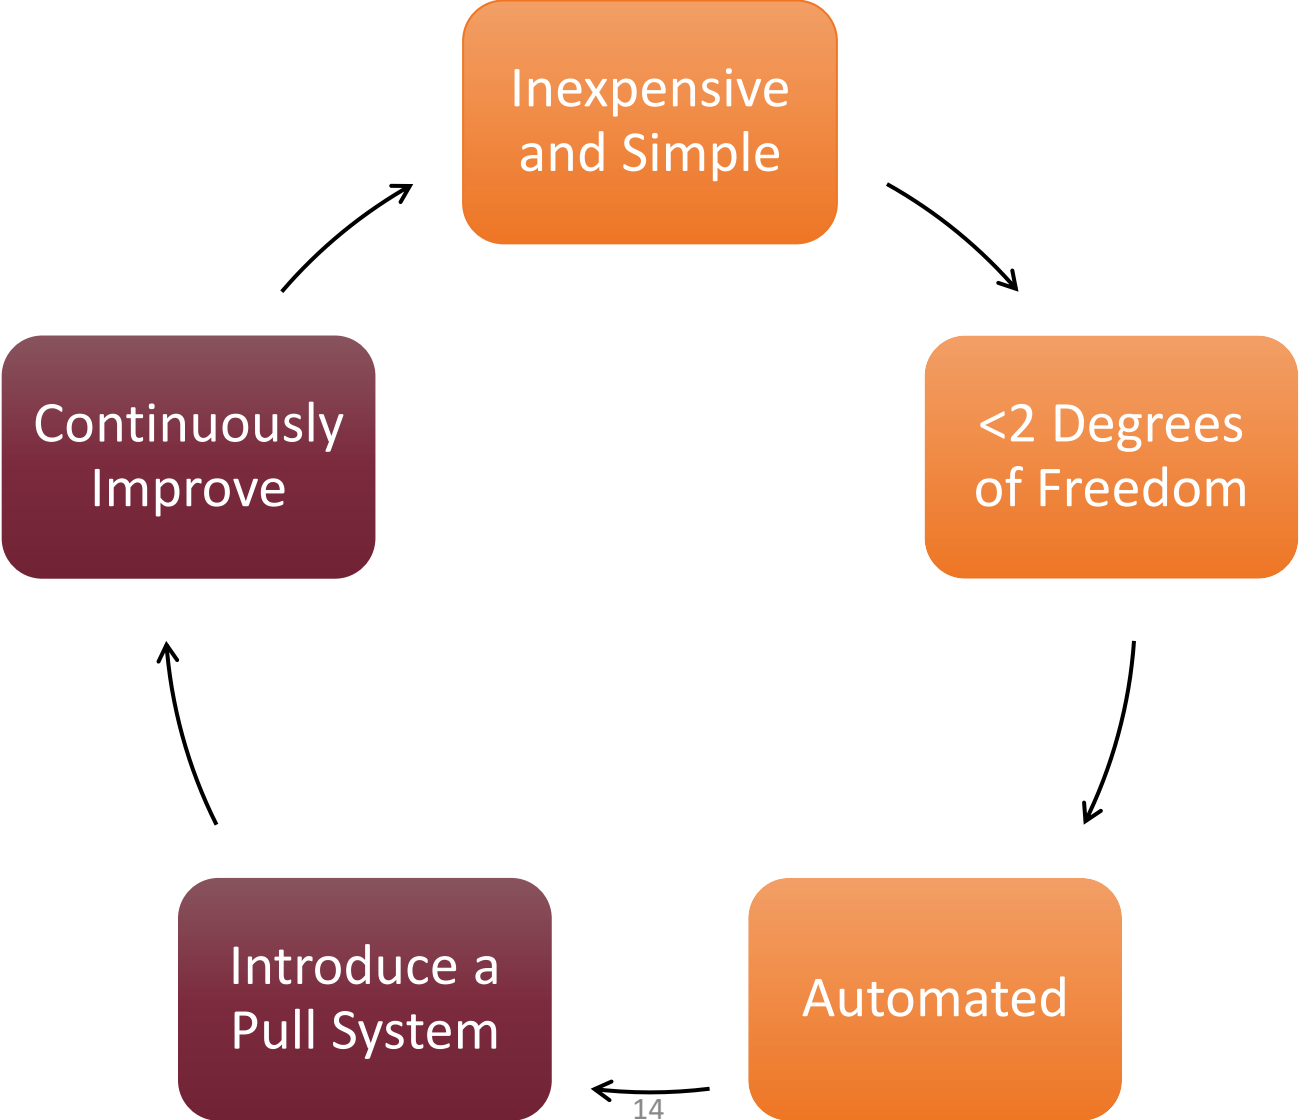 Inexpensive
and Simple
<2 Degrees
of Freedom
Automated
Introduce a
Pull System
Continuously
Improve
14